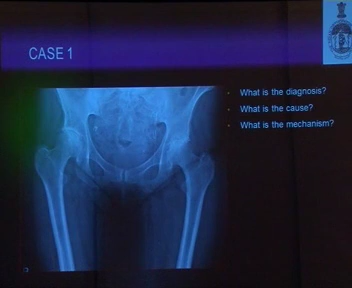 CASE 1
What is the diagnosis?
What is the cause?
What is the mechanism?